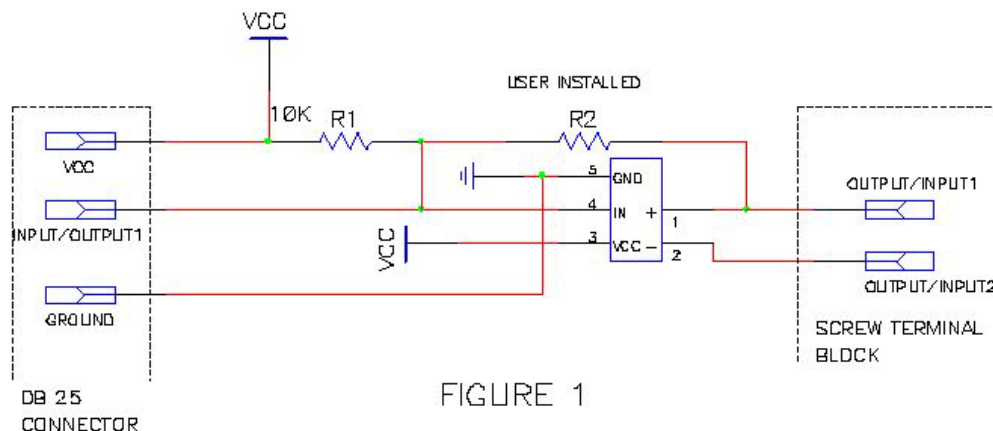 VCC
USER INSTALLED
10K
R1
R2
VCC
INPUT/OUTPUT1
GROUND
VCC
5
GND
4
IN
+
1
3
VCC
-
2
OUTPUT/INPUT1
OUTPUT/INPUT2
SCREW TERMINAL
BLOCK
DB 25
CONNECTOR
FIGURE 1